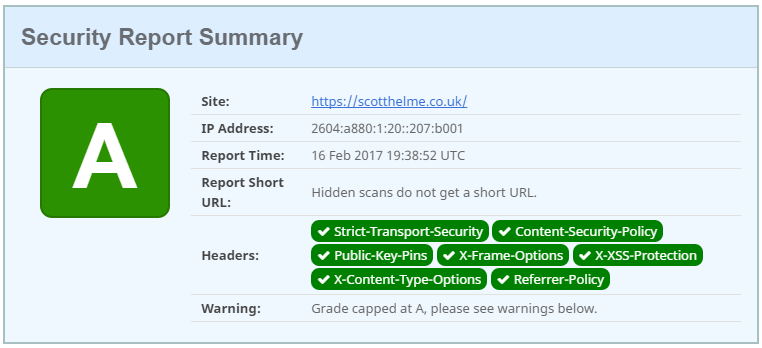 Security Report Summary
A
Site: https://scotthelme.co.uk/
IP Address: 2604:a880:1:20::207:b001
Report Time: 16 Feb 2017 19:38:52 UTC
Report Short URL: Hidden scans do not get a short URL.
Headers: Strict-Transport-Security Content-Security-Policy
Public-Key-Pins X-Frame-Options X-XSS-Protection
X-Content-Type-Options Referrer-Policy
Warning: Grade capped at A, please see warnings below.